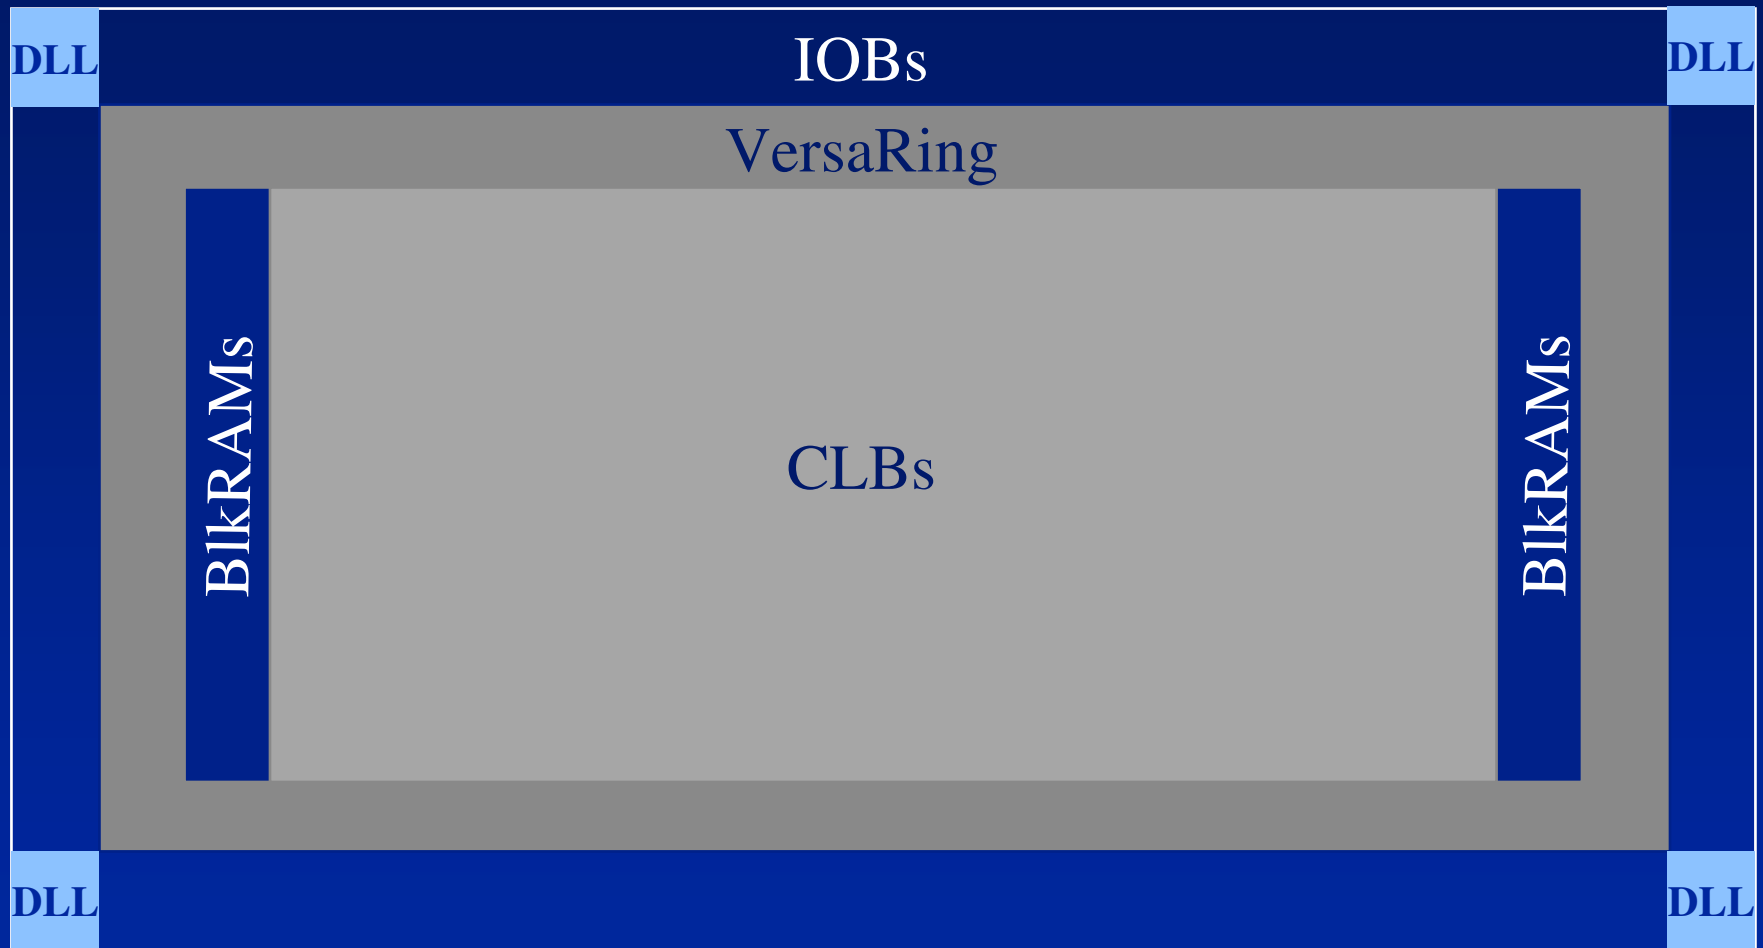 DLL
IOBs
DLL
VersaRing
BlkRAMs
CLBs
BlkRAMs
DLL
DLL